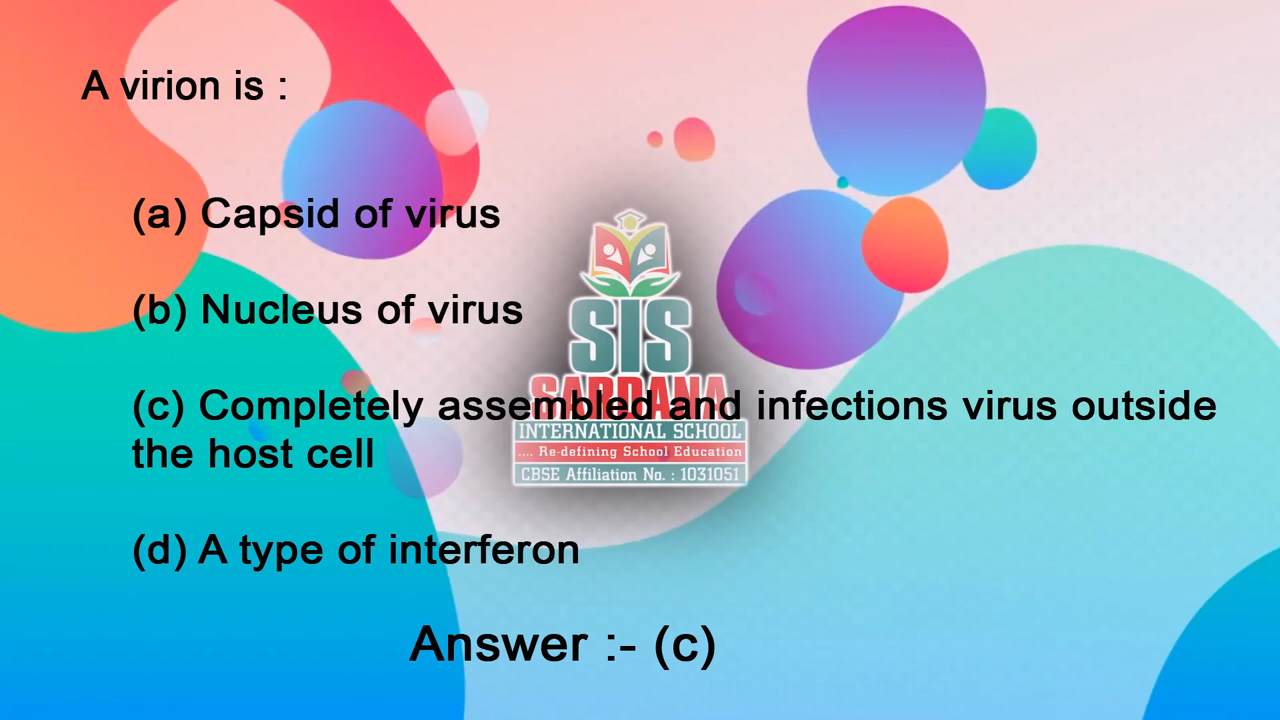 A virion is :
(a) Capsid of virus
(b) Nucleus of virus
SIS
SARDANA
(c) Completely assembled and infections virus outside
the host cell
INTERNATIONAL SCHOOL
.... Re-defining School Education
CBSE Affiliation No. : 1031051
(d) A type of interferon
Answer :- (c)